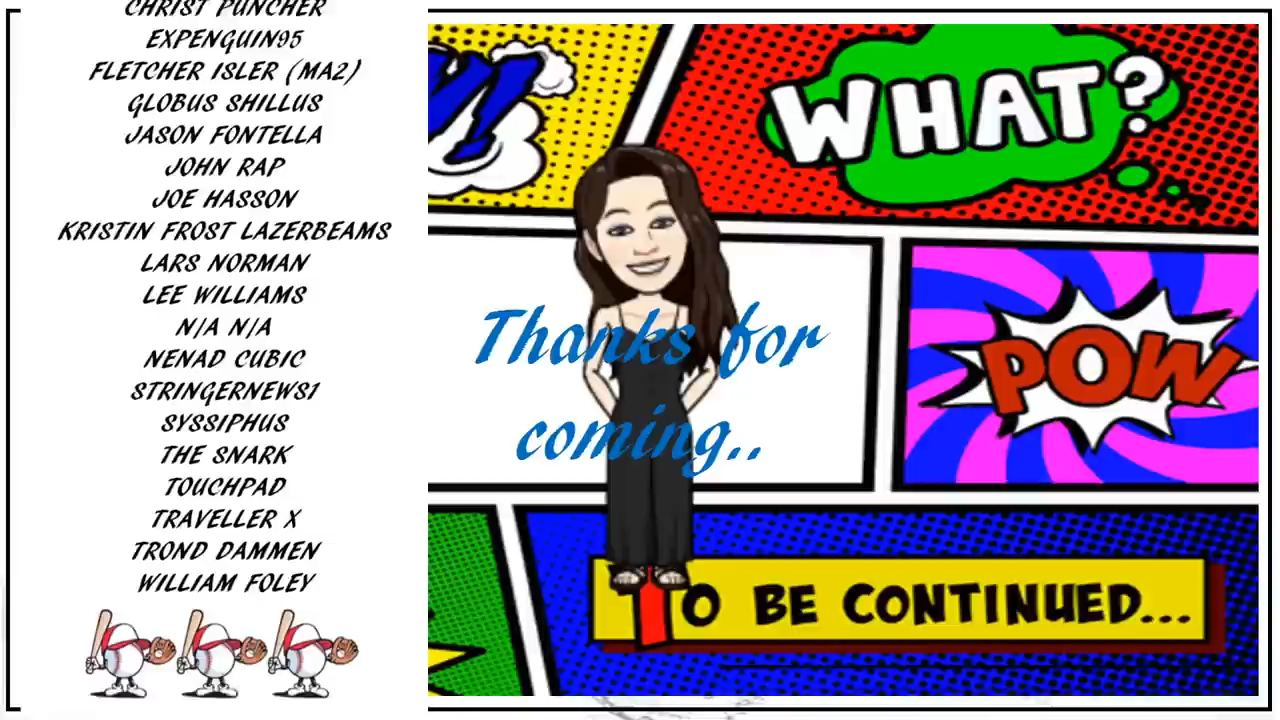 CHRIST PUNCHER
EXPENGUIN95
FLETCHER ISLER (MA2)
GLOBUS SHILLUS
JASON FONTELLA
JOHN RAP
JOE HASSON
KRISTIN FROST LAZERBEAMS
LARS NORMAN
LEE WILLIAMS
N/A N/A
NENAD CUBIC
STRINGERNEWS1
SYSSIPHUS
THE SNARK
TOUCHPAD
TRAVELLER X
TROND DAMMEN
WILLIAM FOLEY
WHAT?
Thanks for
coming..
POW
TO BE CONTINUED...